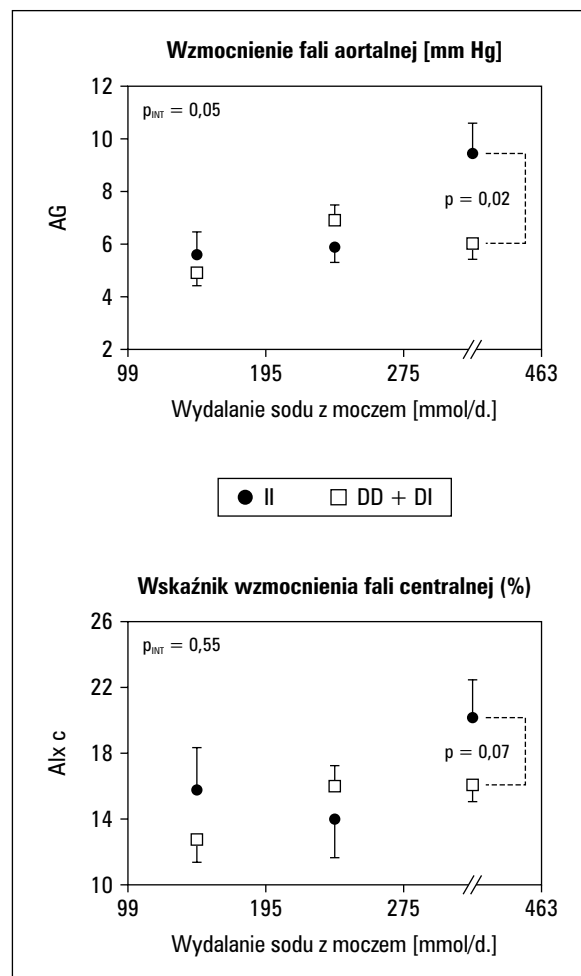 Wzmocnienie fali aortalnej [mm Hg]
12
10
8
6
4
2
AG
pINT = 0,05
p = 0,02
99
195
275
463
Wydalanie sodu z moczem [mmol/d.]
II
DD + DI
Wskaźnik wzmocnienia fali centralnej (%)
26
22
18
14
10
AIx c
pINT = 0,55
p = 0,07
99
195
275
463
Wydalanie sodu z moczem [mmol/d.]